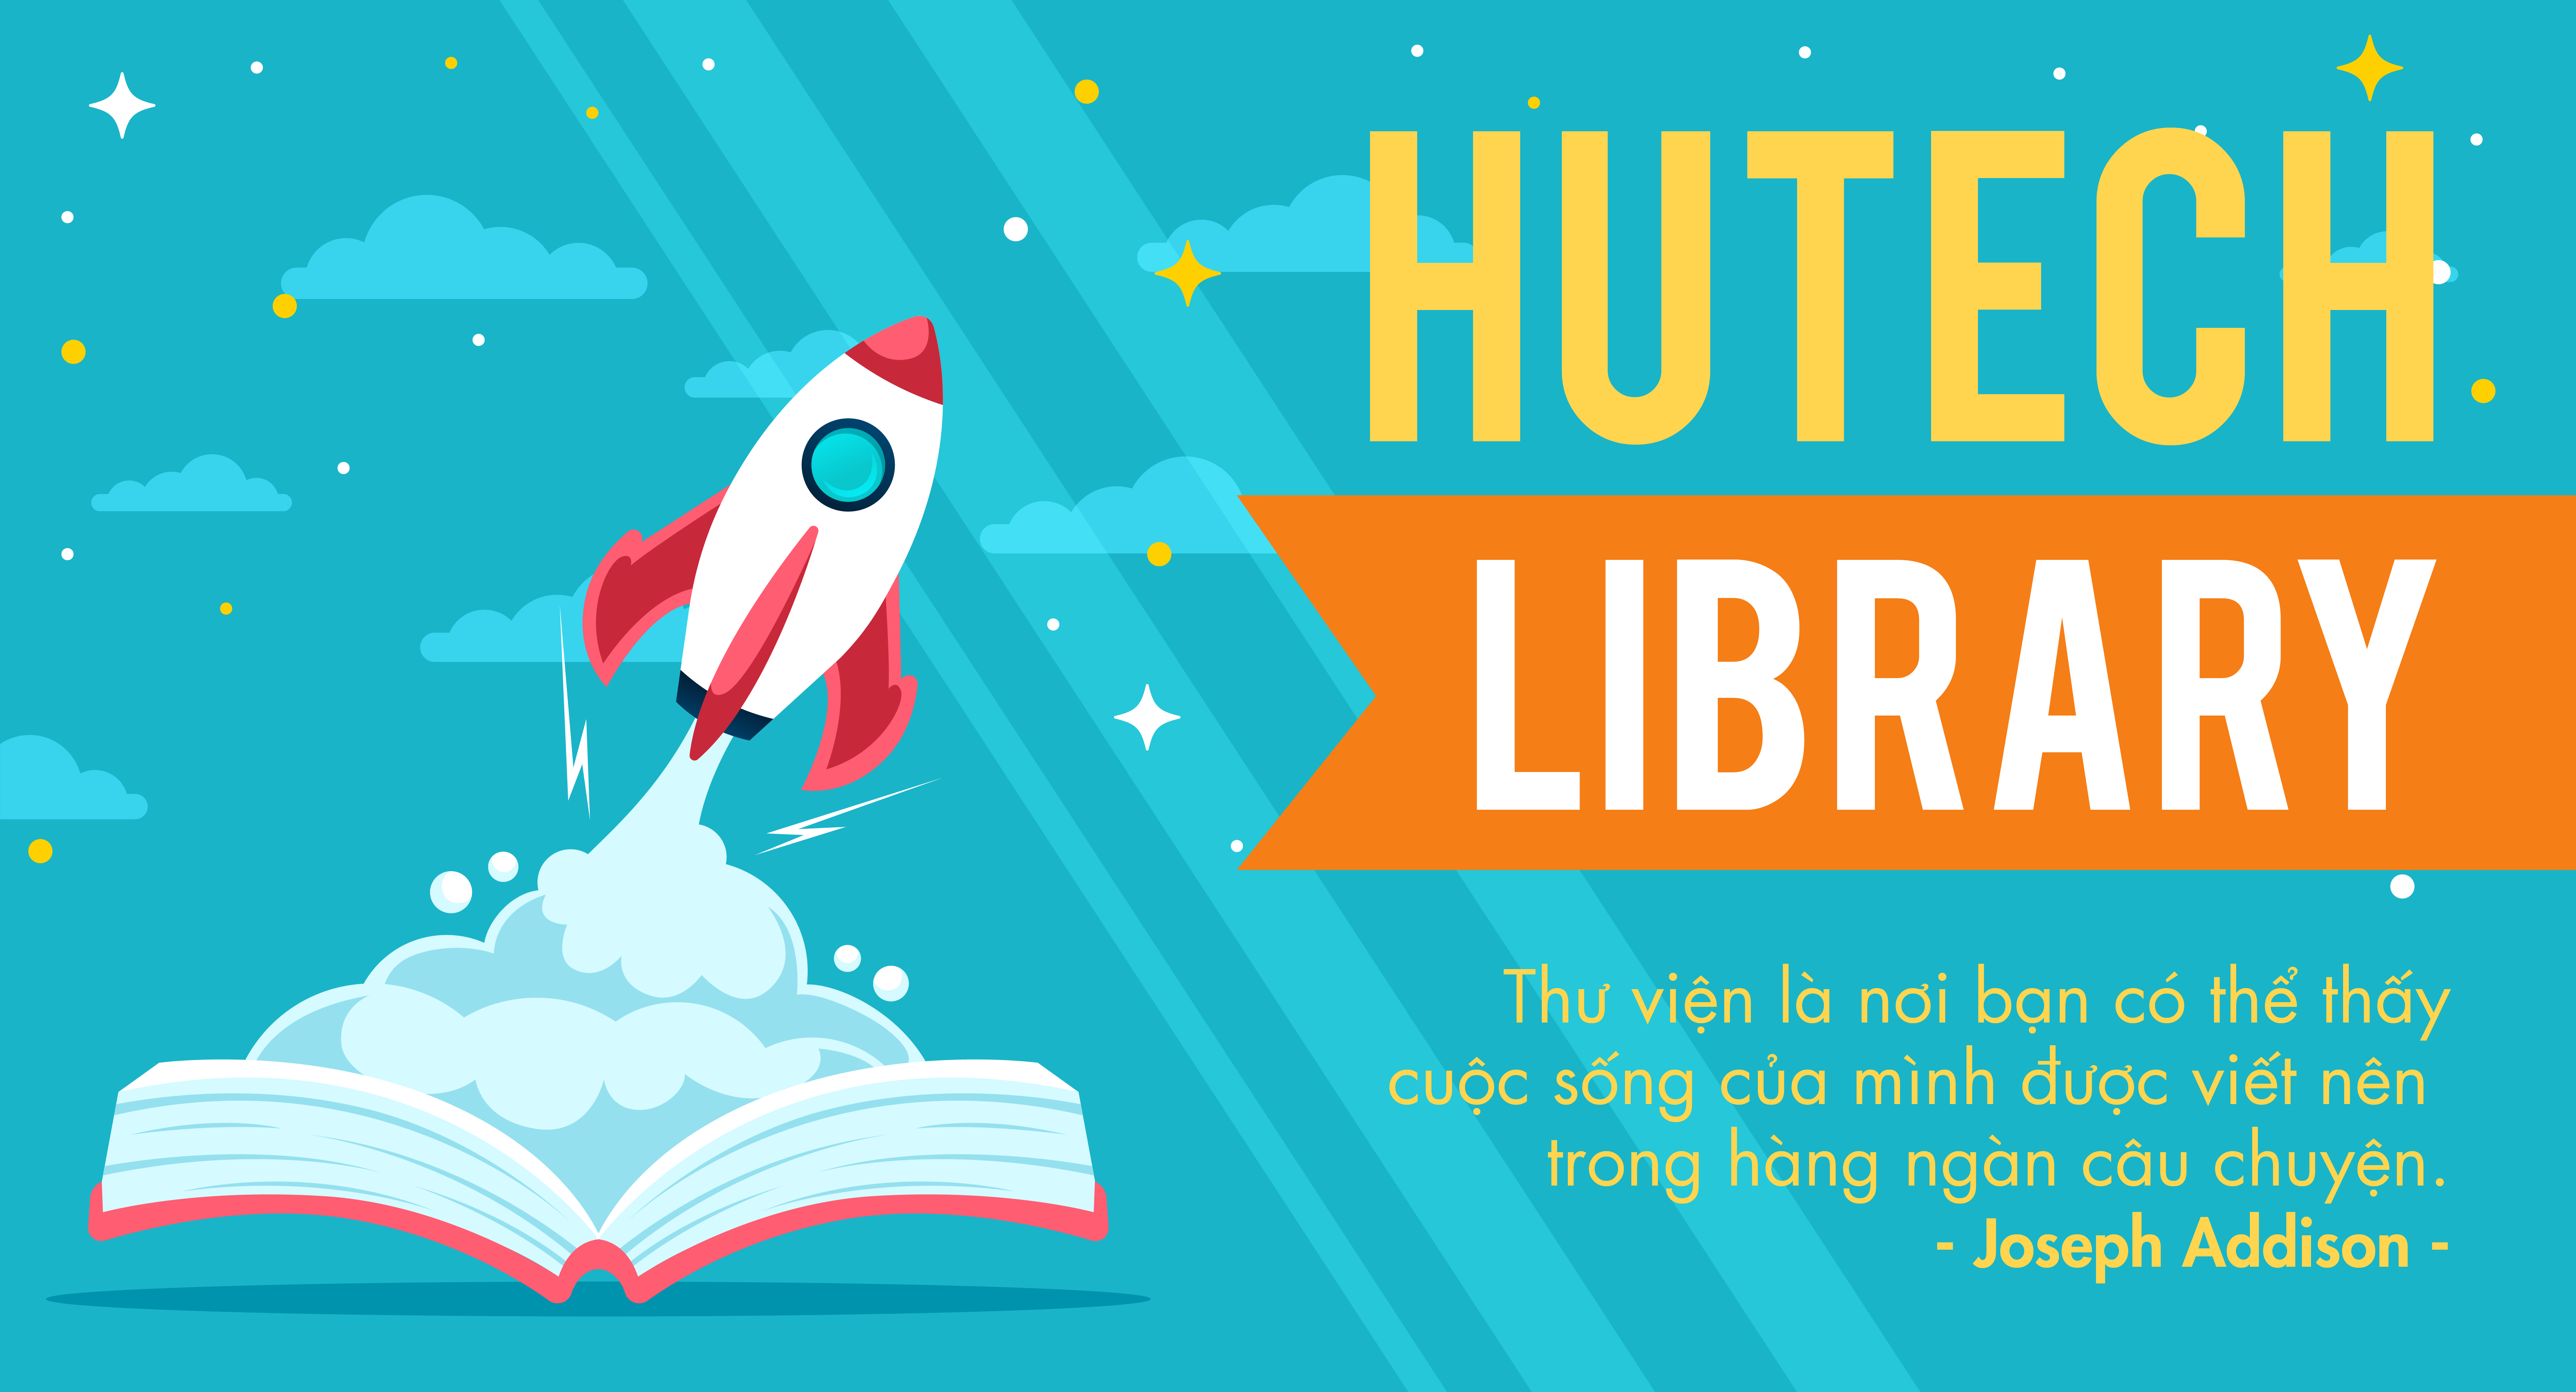 HUTECH
LIBRARY
Thư viện là nơi bạn có thể thấy
cuộc sống của mình được viết nên
trong hàng ngàn câu chuyện.
- Joseph Addison -